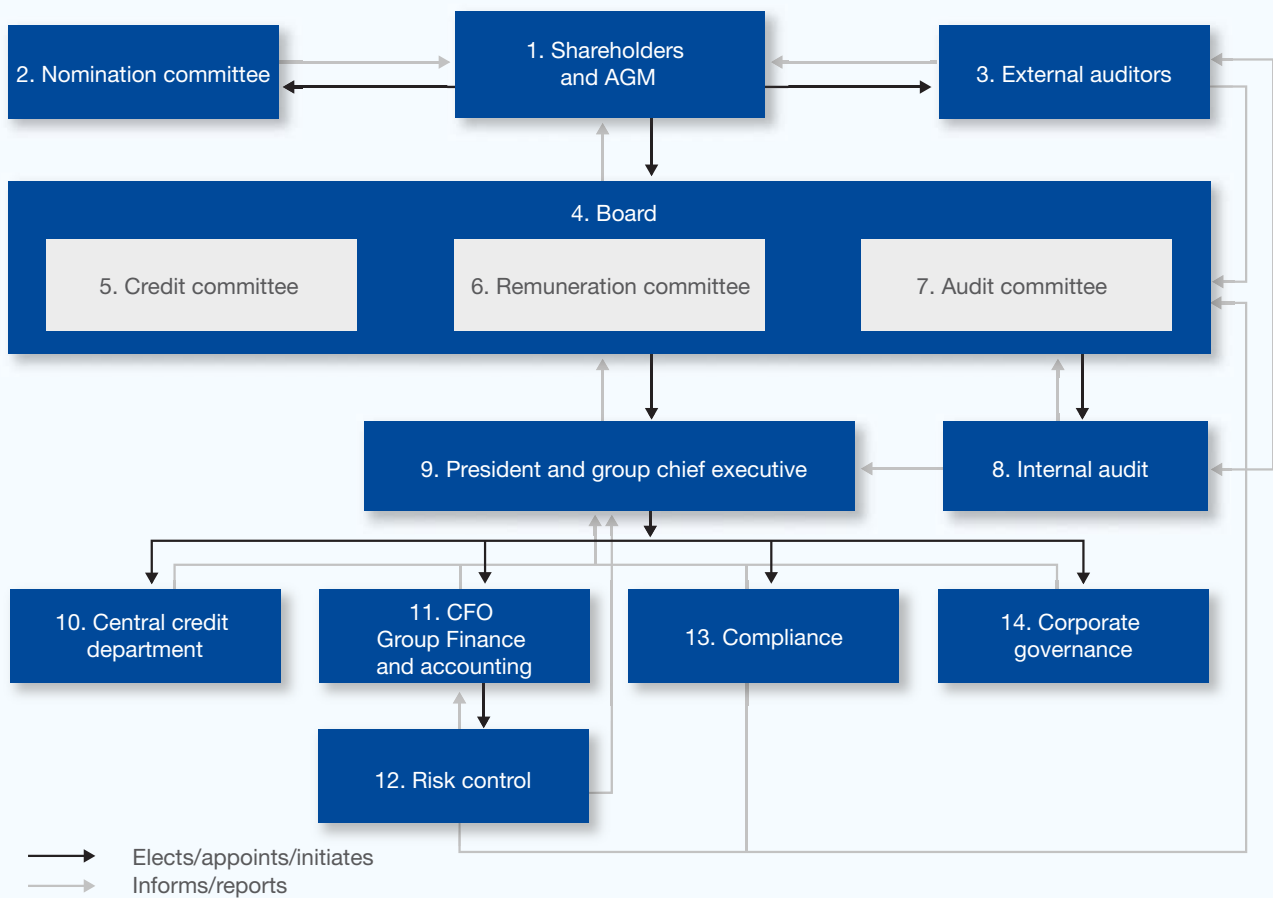 2. Nomination committee
1. Shareholders
and AGM
3. External auditors
4. Board
5. Credit committee
6. Remuneration committee
7. Audit committee
9. President and group chief executive
8. Internal audit
10. Central credit
department
11. CFO
Group Finance
and accounting
13. Compliance
14. Corporate
governance
12. Risk control
Elects/appoints/initiates
Informs/reports